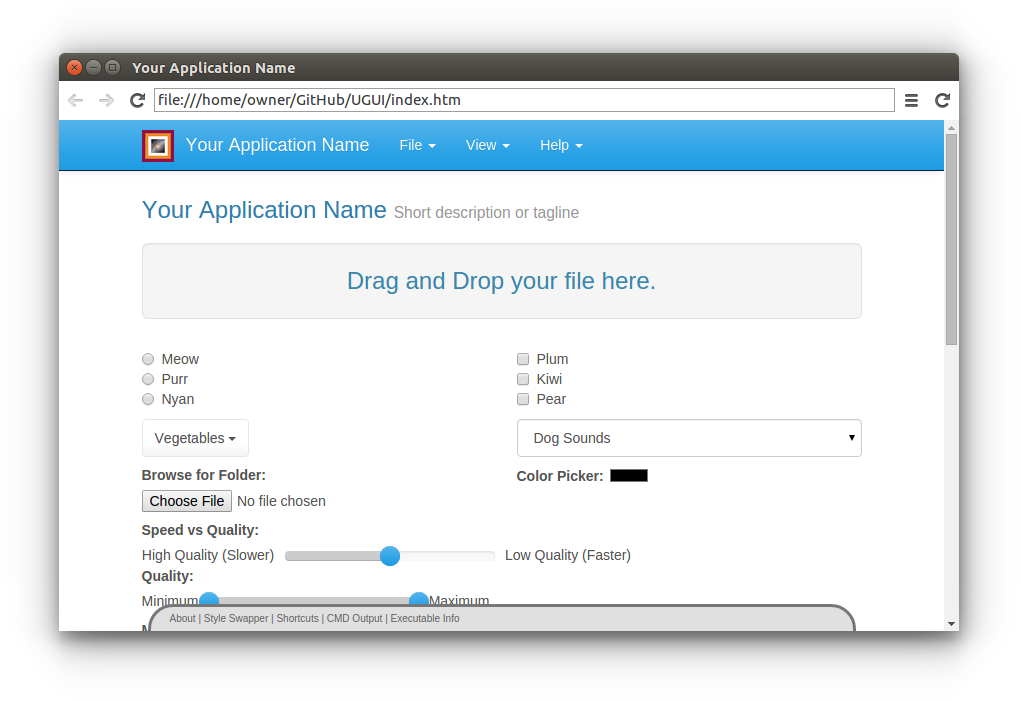 Your Application Name
file:///home/owner/GitHub/UGUI/index.htm
Your Application Name File View Help
Your Application Name Short description or tagline
Drag and Drop your file here.
Meow Plum
Purr Kiwi
Nyan Pear
Vegetables Dog Sounds
Browse for Folder: Color Picker:
Choose File No file chosen
Speed vs Quality:
High Quality (Slower) Low Quality (Faster)
Quality:
Minimum Maximum
About | Style Swapper | Shortcuts | CMD Output | Executable Info